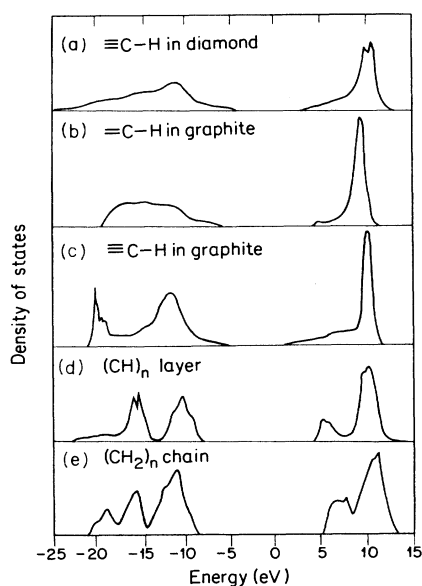 (a) ≡C−H in diamond
(b) =C−H in graphite
(c) ≡C−H in graphite
(d) (CH)n layer
(e) (CH2)n chain
Density of states
-25 -20 -15 -10 -5 0 5 10 15
Energy (eV)